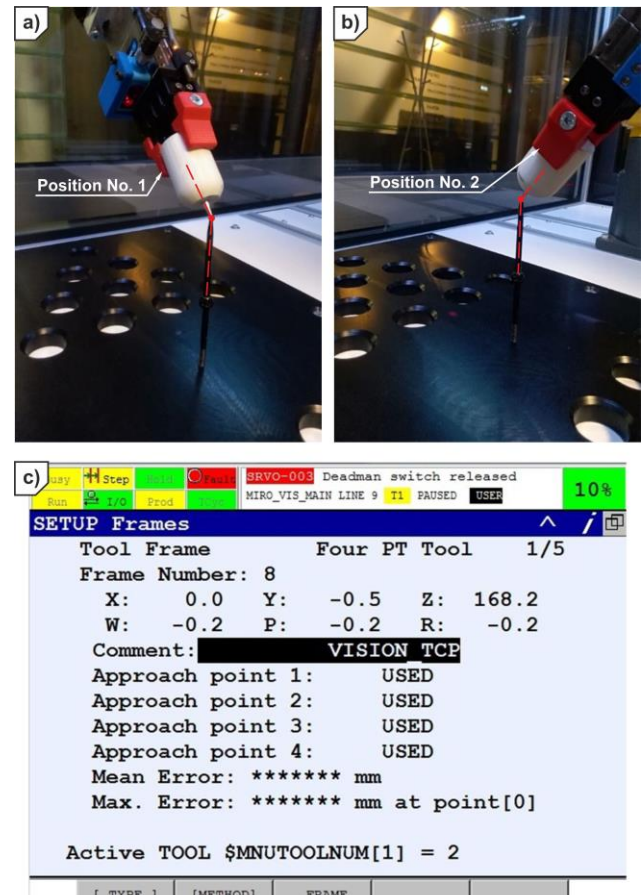 a)
Position No. 1
b)
Position No. 2
c)
Busy Step Hold Fault
SRVO-003 Deadman switch released
Run I/O Prod TCyc
MIRO_VIS_MAIN LINE 9 T1 PAUSED USER
10%
SETUP Frames
Tool Frame Four PT Tool 1/5
Frame Number: 8
X: 0.0 Y: -0.5 Z: 168.2
W: -0.2 P: -0.2 R: -0.2
Comment: VISION_TCP
Approach point 1: USED
Approach point 2: USED
Approach point 3: USED
Approach point 4: USED
Mean Error: ******* mm
Max. Error: ******* mm at point[0]
Active TOOL $MNUTOOLNUM[1] = 2
[ TYPE ] [METHOD] FRAME